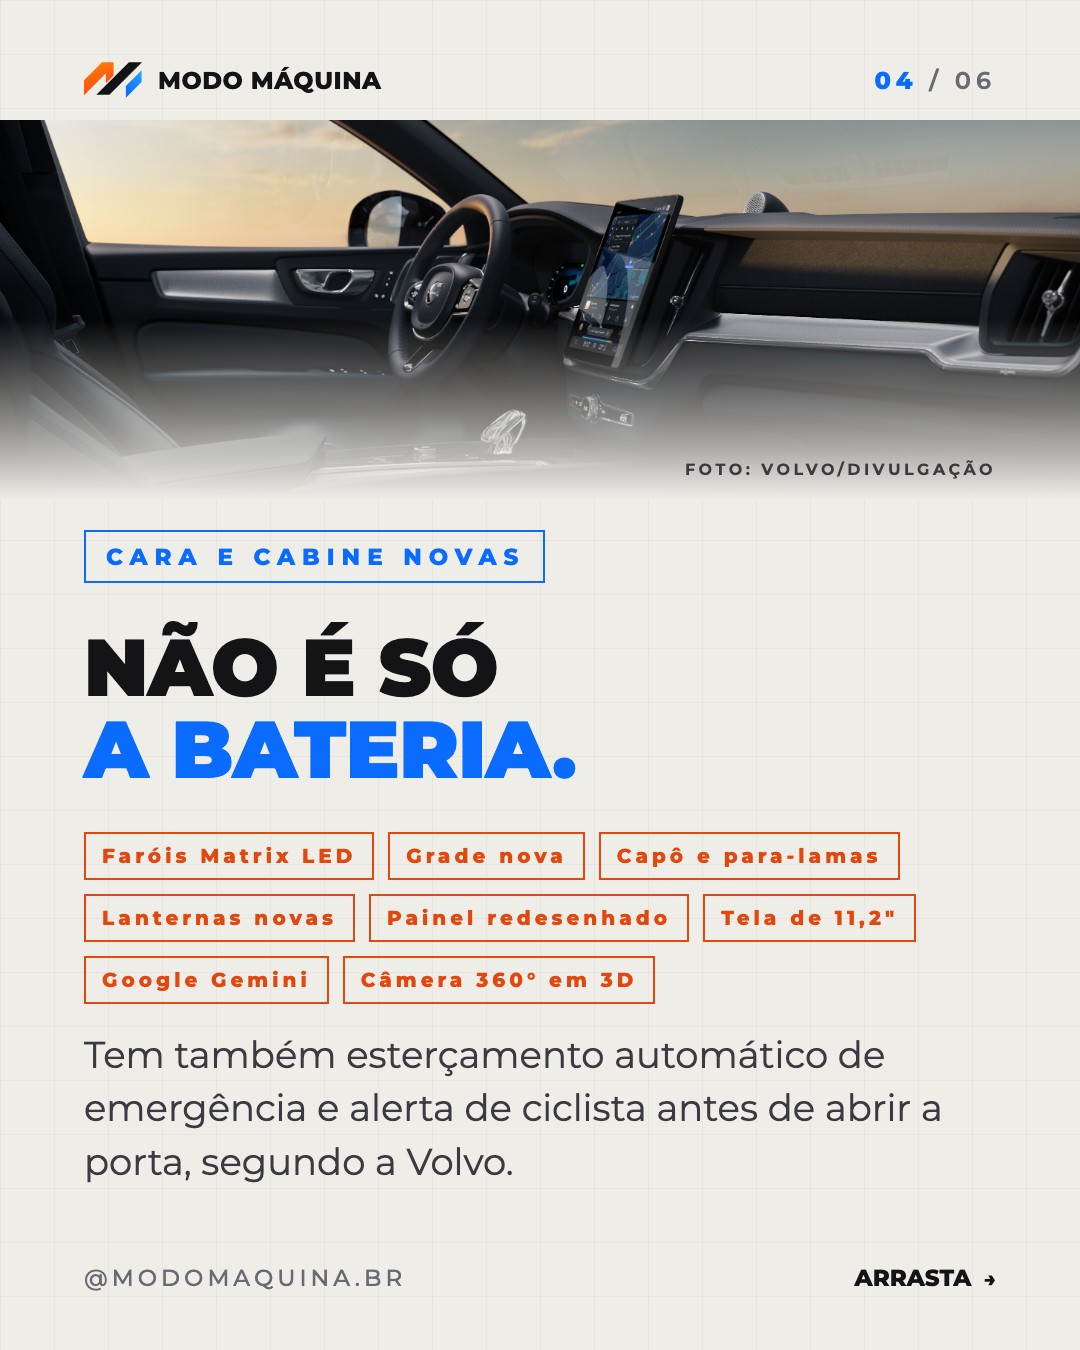 MODO MÁQUINA
04 / 06
FOTO: VOLVO/DIVULGAÇÃO
CARA E CABINE NOVAS
NÃO É SÓ
A BATERIA.
Faróis Matrix LED
Grade nova
Capô e para-lamas
Lanternas novas
Painel redesenhado
Tela de 11,2"
Google Gemini
Câmera 360° em 3D
Tem também esterçamento automático de
emergência e alerta de ciclista antes de abrir a
porta, segundo a Volvo.
@MODOMAQUINA.BR
ARRASTA →